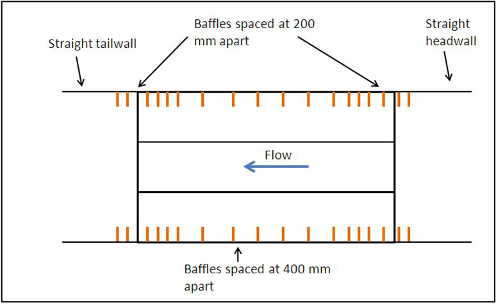 Baffles spaced at 200
mm apart
Straight
headwall
Straight tailwall
Flow
Baffles spaced at 400 mm
apart